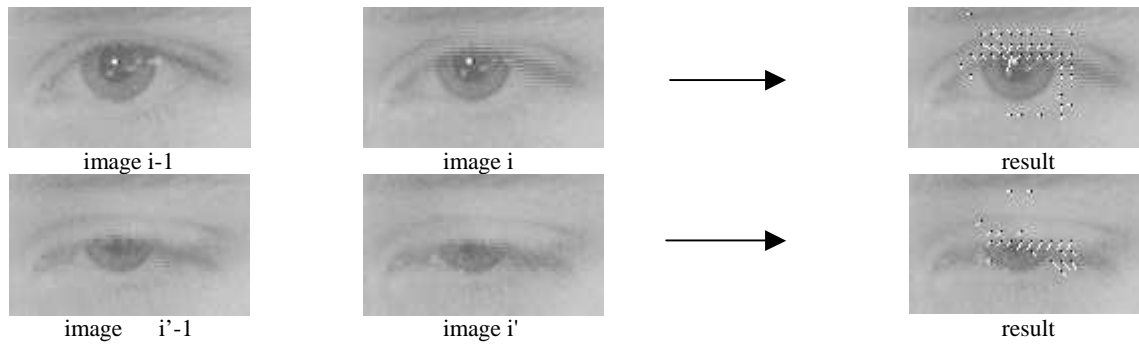 image i-1 image i result
image i’-1 image i' result